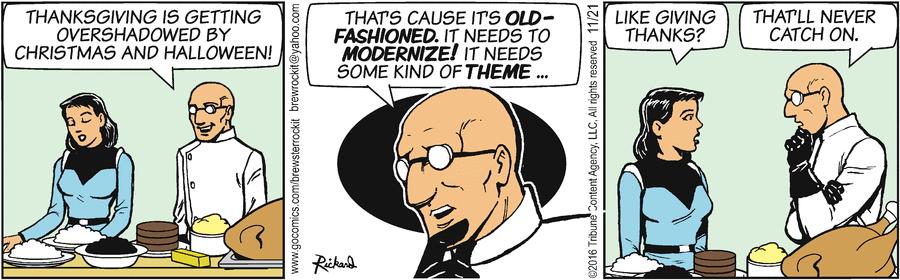 THANKSGIVING IS GETTING
OVERSHADOWED BY
CHRISTMAS AND HALLOWEEN!
www.gocomics.com/brewsterrockit brewrockit@yahoo.com
THAT'S CAUSE IT'S OLD-
FASHIONED. IT NEEDS TO
MODERNIZE! IT NEEDS
SOME KIND OF THEME ...
Rickard
©2016 Tribune Content Agency, LLC. All rights reserved 11/21
LIKE GIVING
THANKS?
THAT'LL NEVER
CATCH ON.